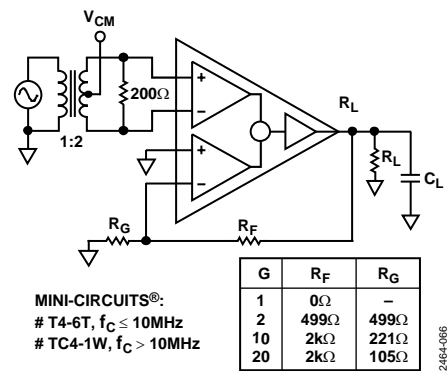 VCM
+
200Ω
−
1:2
+
−
RL
RL
CL
RG
RF
MINI-CIRCUITS®:
# T4-6T, fC ≤ 10MHz
# TC4-1W, fC > 10MHz
G RF RG
1 0Ω –
2 499Ω 499Ω
10 2kΩ 221Ω
20 2kΩ 105Ω
2464-066